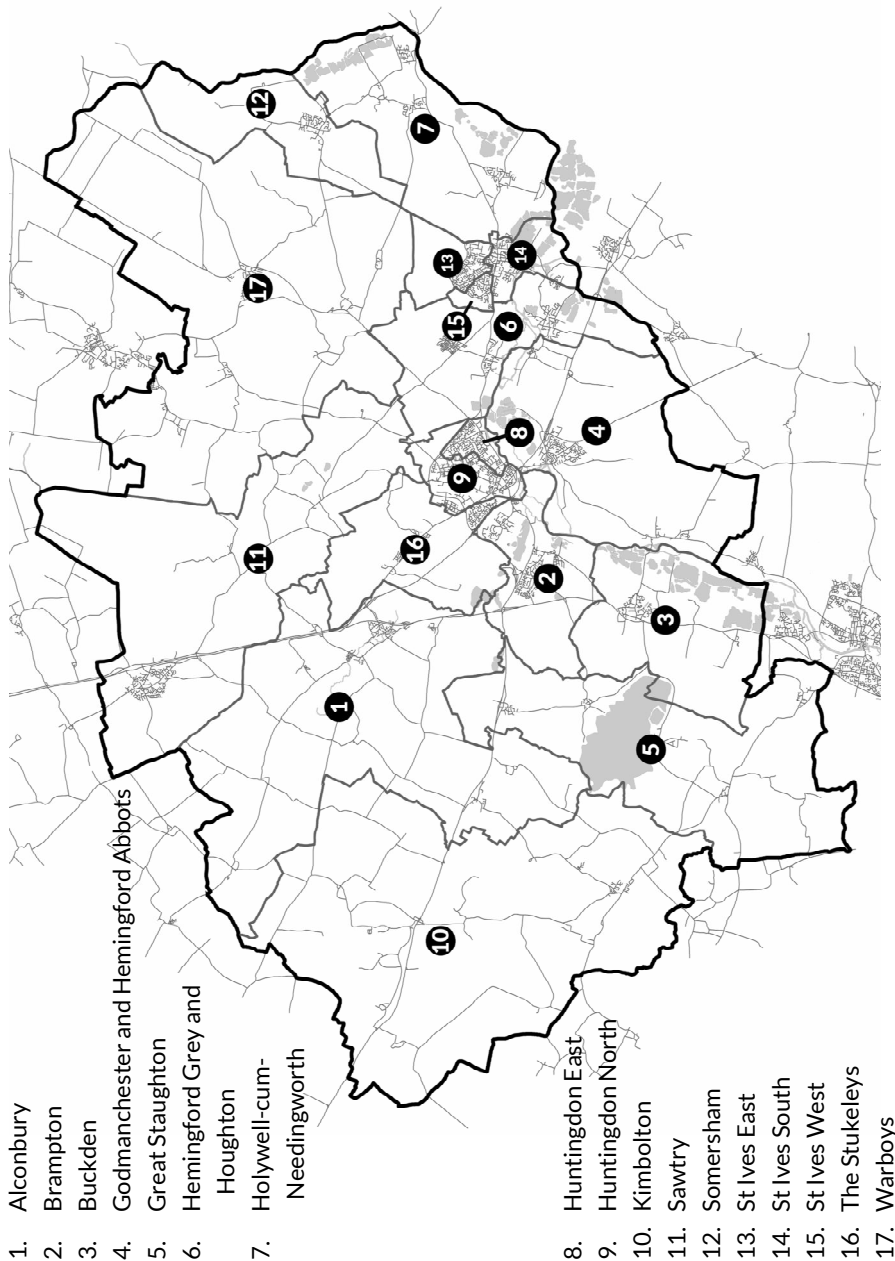 1. Alconbury
2. Brampton
3. Buckden
4. Godmanchester and Hemingford Abbots
5. Great Staughton
6. Hemingford Grey and
Houghton
7. Holywell-cum-
Needingworth
8. Huntingdon East
9. Huntingdon North
10. Kimbolton
11. Sawtry
12. Somersham
13. St Ives East
14. St Ives South
15. St Ives West
16. The Stukeleys
17. Warboys
10
1
5
3
2
16
11
9
8
4
6
15
17
13
14
7
12